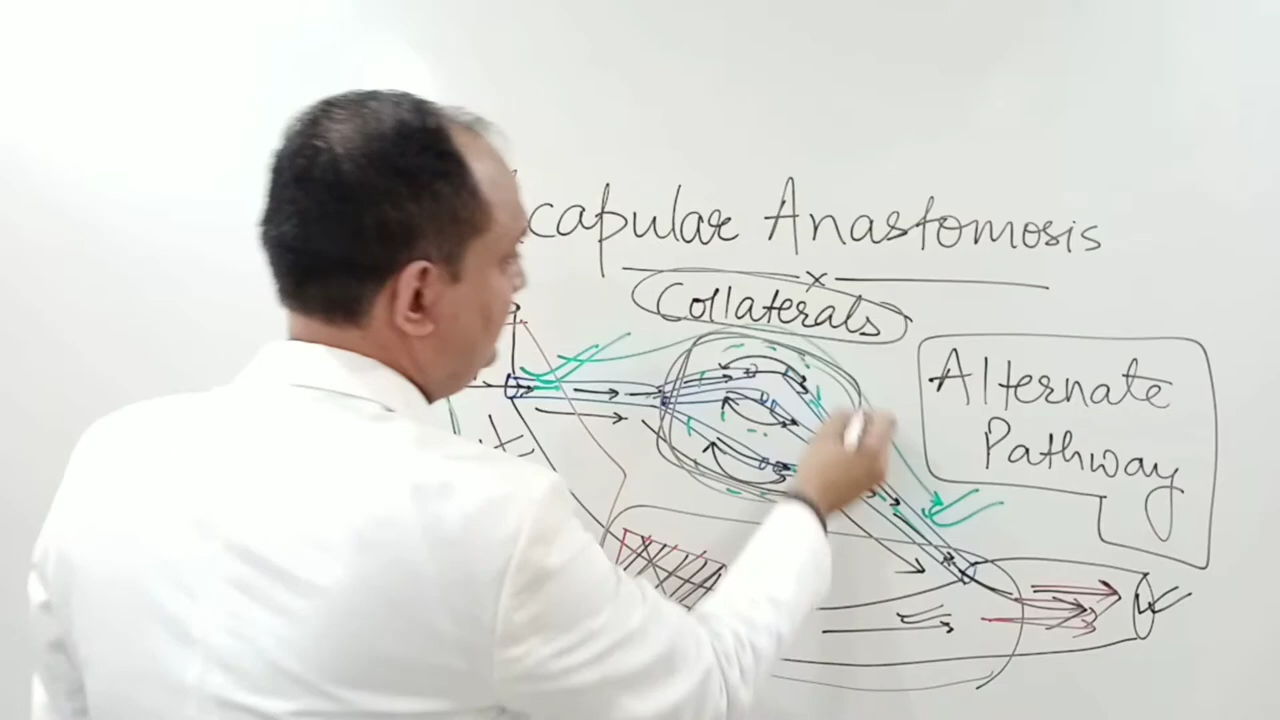 capular Anastomosis
Collaterals
Alternate
Pathway